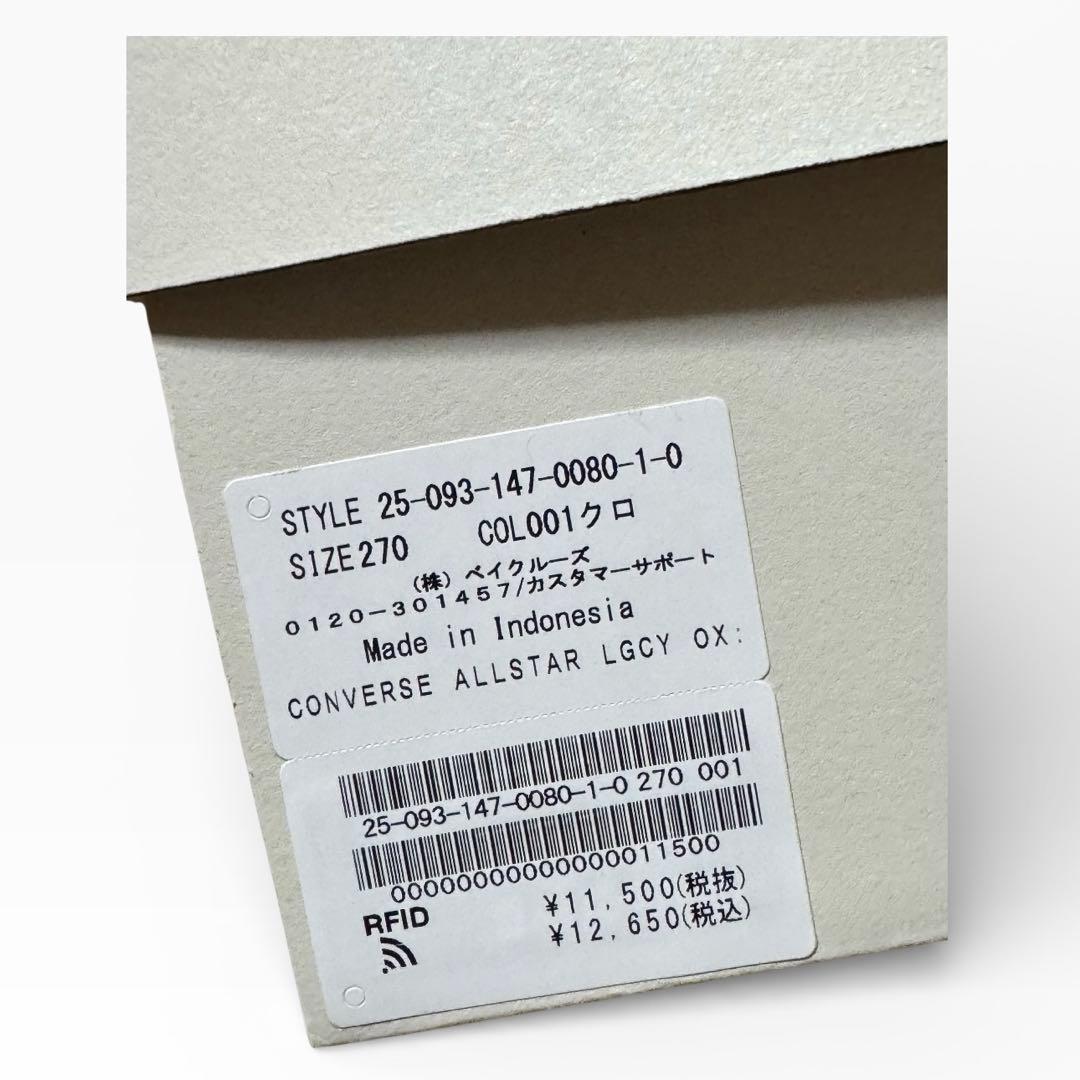 STYLE 25-093-147-0080-1-0
SIZE270 COL001クロ
(株) ベイクルーズ
0120-301457/カスタマーサポート
Made in Indonesia
CONVERSE ALLSTAR LGCY OX:
25-093-147-0080-1-0 270 001
0000000000000011500
¥11,500(税抜)
RFID
¥12,650(税込)